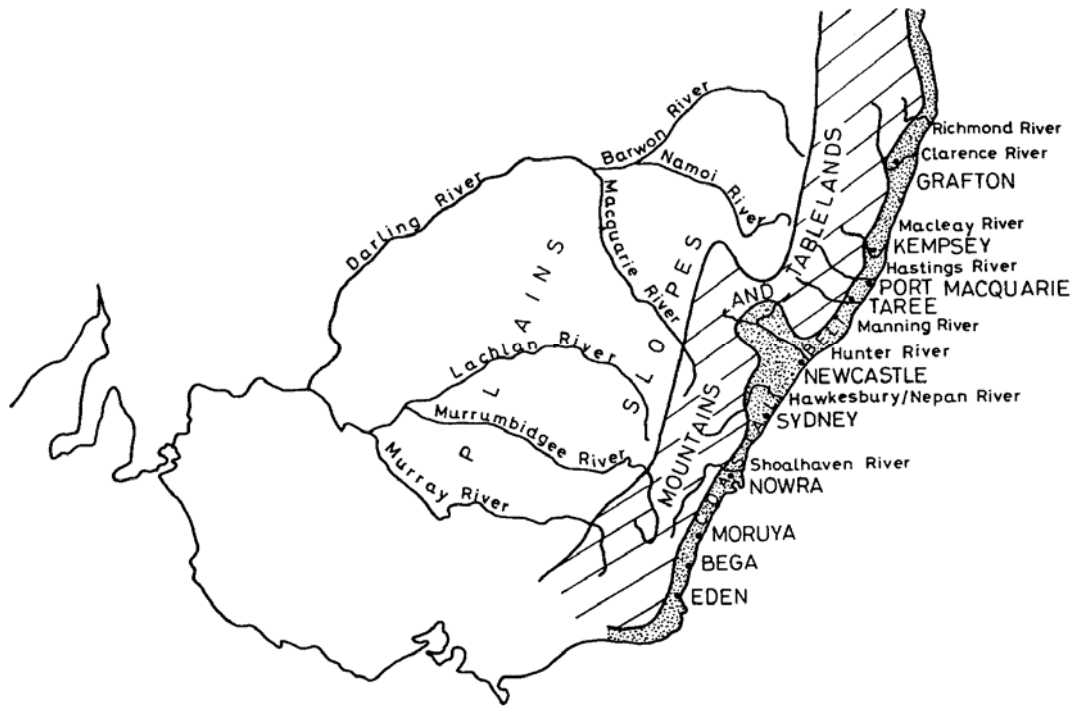 Richmond River
Clarence River
GRAFTON
Macleay River
KEMPSEY
Hastings River
PORT MACQUARIE
TAREE
Manning River
Hunter River
NEWCASTLE
Hawkesbury/Nepan River
SYDNEY
Shoalhaven River
NOWRA
MORUYA
BEGA
EDEN
Barwon River
Namoi River
Darling River
Macquarie River
Lachlan River
Murrumbidgee River
Murray River
PLAINS
SLOPES
MOUNTAINS AND TABLELANDS
COASTAL BELT